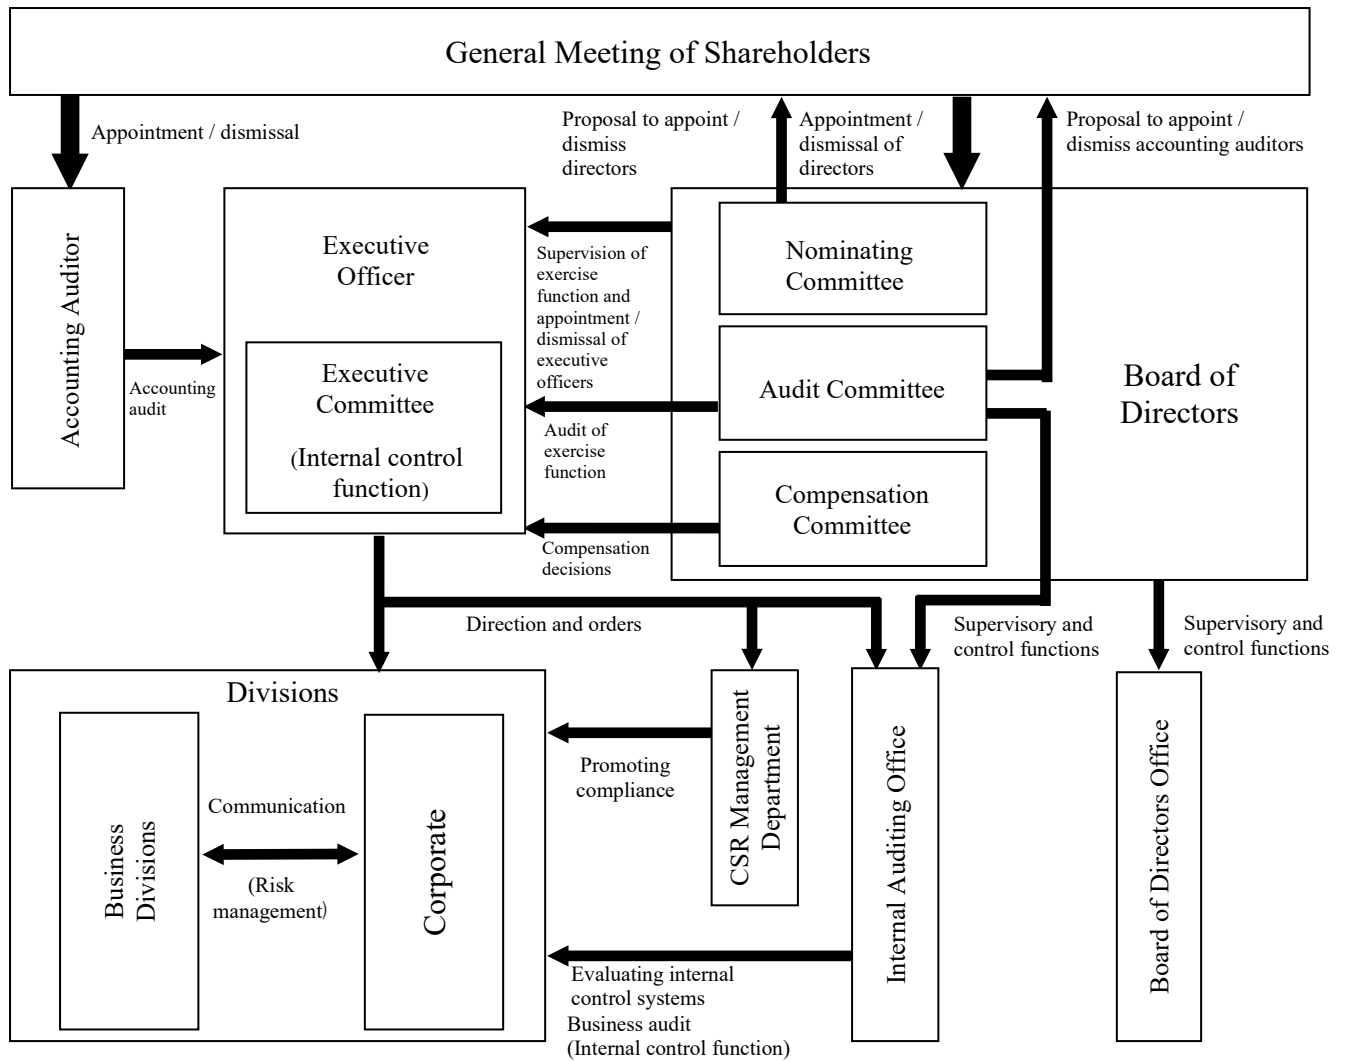 General Meeting of Shareholders
Appointment / dismissal
Proposal to appoint /
dismiss
directors
Appointment /
dismissal of
directors
Proposal to appoint /
dismiss accounting auditors
Accounting Auditor
Accounting
audit
Executive
Officer
Executive
Committee
(Internal control
function)
Supervision of
exercise
function and
appointment /
dismissal of
executive
officers
Audit of
exercise
function
Compensation
decisions
Nominating
Committee
Audit Committee
Compensation
Committee
Board of
Directors
Direction and orders
Supervisory and
control functions
Supervisory and
control functions
Divisions
Business
Divisions
Communication
(Risk
management)
Corporate
Promoting
compliance
CSR Management
Department
Internal Auditing Office
Board of Directors Office
Evaluating internal
control systems
Business audit
(Internal control function)